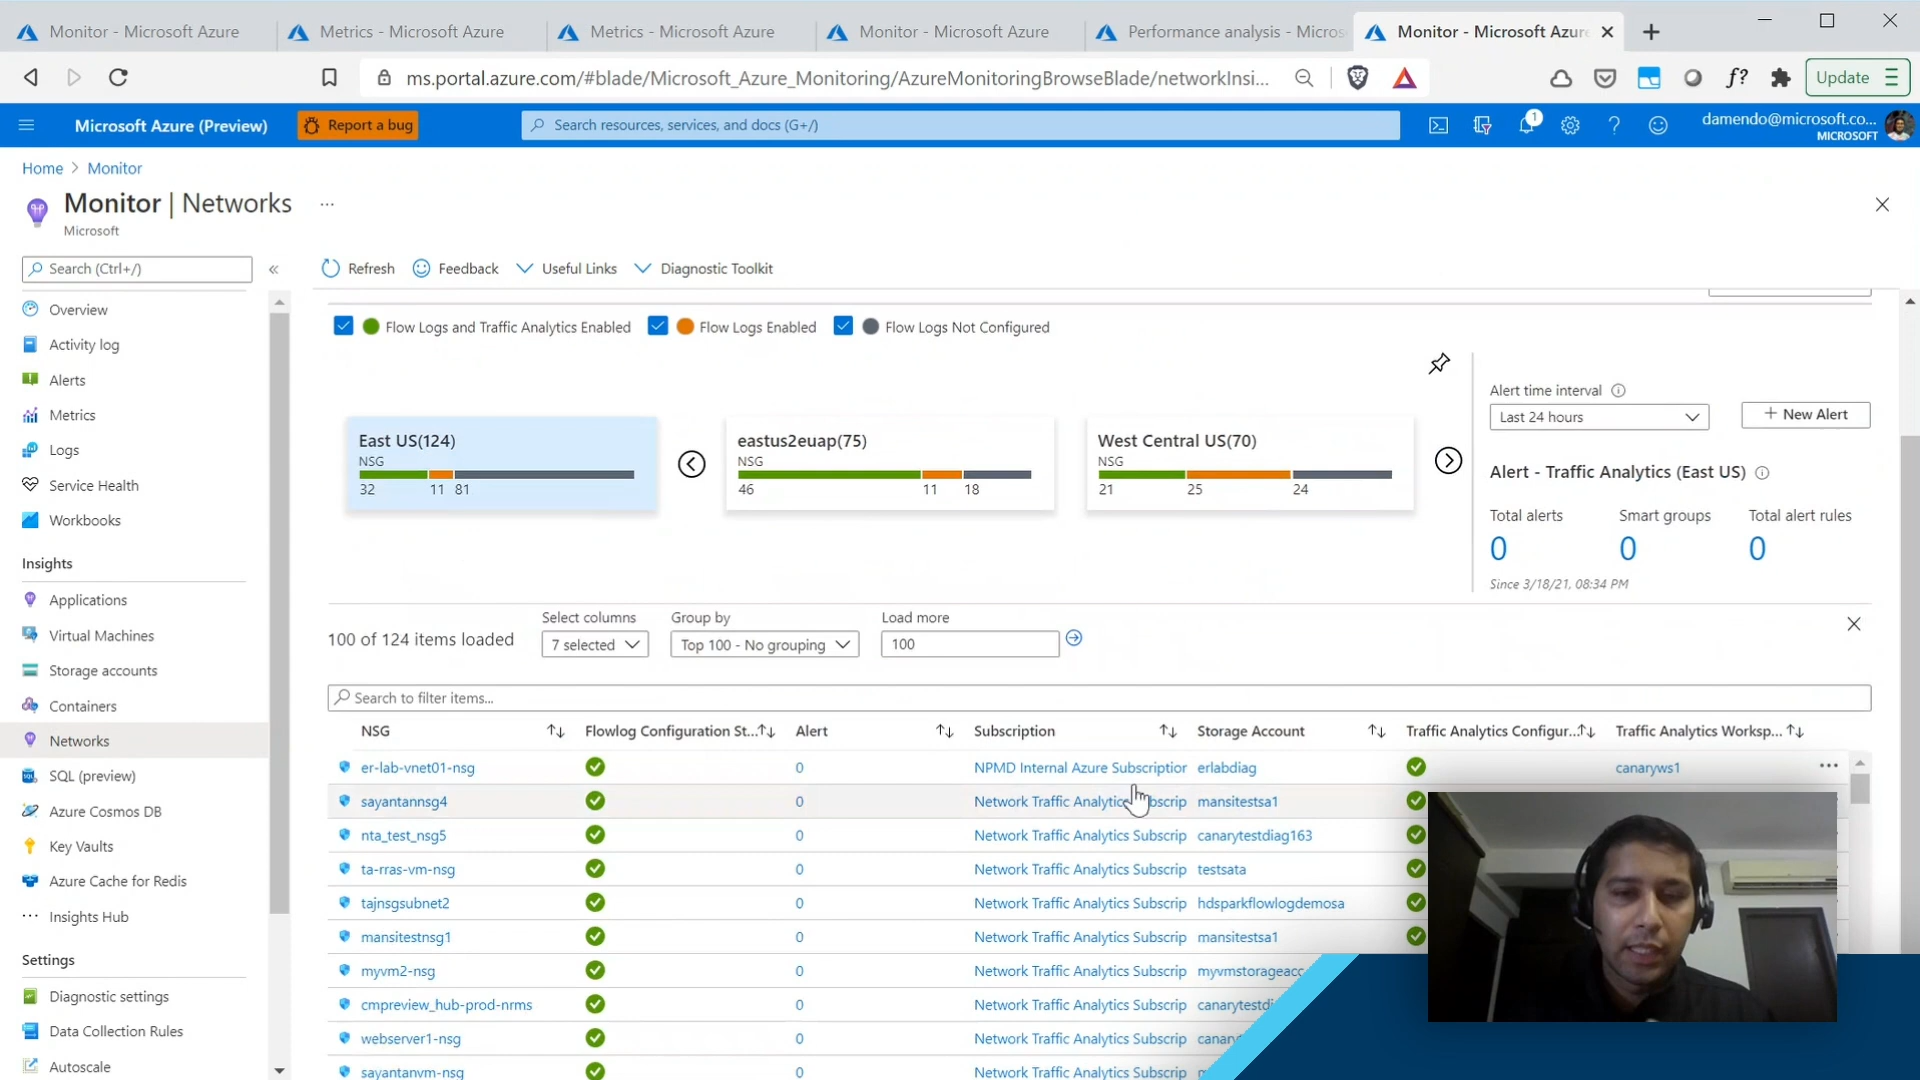 Monitor - Microsoft Azure
Metrics - Microsoft Azure
Metrics - Microsoft Azure
Monitor - Microsoft Azure
Performance analysis - Micros
Monitor - Microsoft Azure
ms.portal.azure.com/#blade/Microsoft_Azure_Monitoring/AzureMonitoringBrowseBlade/networkInsi...
f?
Update
Microsoft Azure (Preview)
Report a bug
Search resources, services, and docs (G+/)
1
damendo@microsoft.co...
MICROSOFT
Home > Monitor
Monitor | Networks ...
Microsoft
Search (Ctrl+/)
«
Refresh
Feedback
Useful Links
Diagnostic Toolkit
Overview
Activity log
Alerts
Metrics
Logs
Service Health
Workbooks
Insights
Applications
Virtual Machines
Storage accounts
Containers
Networks
SQL (preview)
Azure Cosmos DB
Key Vaults
Azure Cache for Redis
Insights Hub
Settings
Diagnostic settings
Data Collection Rules
Autoscale
Flow Logs and Traffic Analytics Enabled
Flow Logs Enabled
Flow Logs Not Configured
East US(124)
NSG
32 11 81
eastus2euap(75)
NSG
46 11 18
West Central US(70)
NSG
21 25 24
Alert time interval
Last 24 hours
+ New Alert
Alert - Traffic Analytics (East US)
Total alerts Smart groups Total alert rules
0 0 0
Since 3/18/21, 08:34 PM
100 of 124 items loaded
Select columns
7 selected
Group by
Top 100 - No grouping
Load more
100
Search to filter items...
NSG Flowlog Configuration St... Alert Subscription Storage Account Traffic Analytics Configur... Traffic Analytics Worksp...
er-lab-vnet01-nsg 0 NPMD Internal Azure Subscription erlabdiag canaryws1 ...
sayantannsg4 0 Network Traffic Analytics Subscrip mansitestsa1
nta_test_nsg5 0 Network Traffic Analytics Subscrip canarytestdiag163
ta-rras-vm-nsg 0 Network Traffic Analytics Subscrip testsata
tajnsgsubnet2 0 Network Traffic Analytics Subscrip hdsparkflowlogdemosa
mansitestnsg1 0 Network Traffic Analytics Subscrip mansitestsa1
myvm2-nsg 0 Network Traffic Analytics Subscrip myvmstorageacc
cmpreview_hub-prod-nrms 0 Network Traffic Analytics Subscrip canarytestdi
webserver1-nsg 0 Network Traffic Analytics Subscrip canary
sayantanvm-nsg 0 Network Traffic Analytics Subscrip